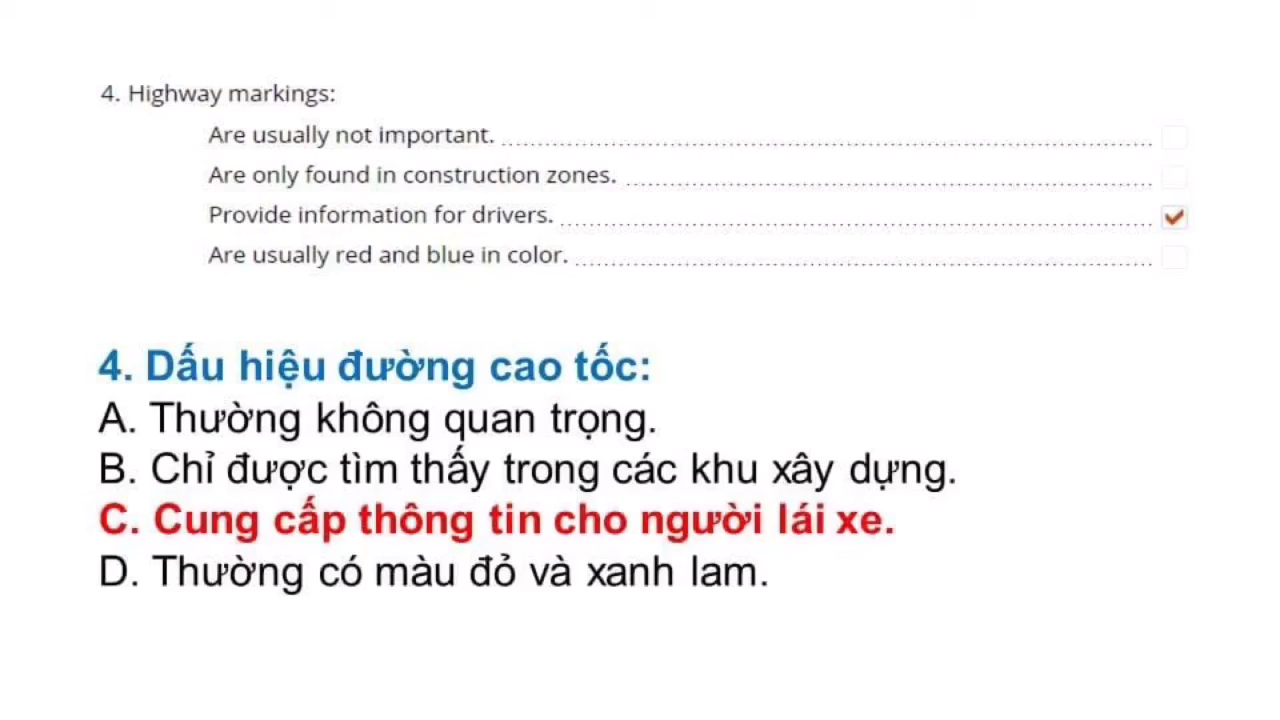 4. Highway markings:
Are usually not important.
Are only found in construction zones.
Provide information for drivers.
Are usually red and blue in color.
4. Dấu hiệu đường cao tốc:
A. Thường không quan trọng.
B. Chỉ được tìm thấy trong các khu xây dựng.
C. Cung cấp thông tin cho người lái xe.
D. Thường có màu đỏ và xanh lam.